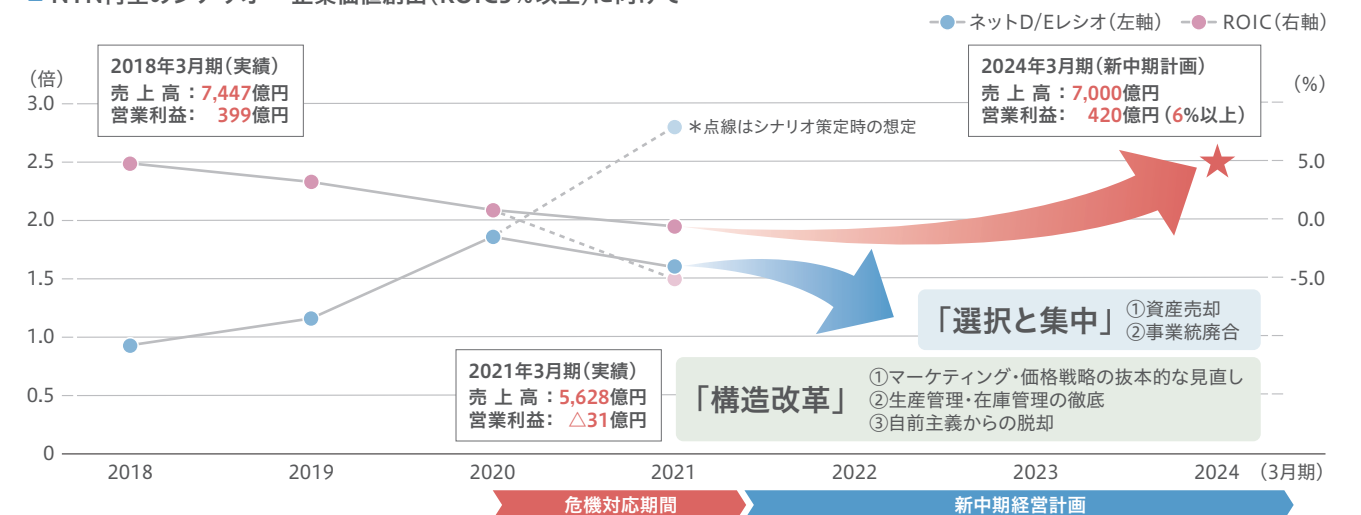 ネットD/Eレシオ（左軸） ROIC（右軸）
2018年3月期（実績）
売上高：7,447億円
営業利益： 399億円
2024年3月期（新中期計画）
売上高：7,000億円
営業利益： 420億円（6%以上）
（倍）
（%）
3.0
＊点線はシナリオ策定時の想定
2.5
5.0
2.0
0.0
1.5
-5.0
「選択と集中」
①資産売却
②事業統廃合
1.0
2021年3月期（実績）
売上高：5,628億円
営業利益： △31億円
「構造改革」
①マーケティング・価格戦略の抜本的な見直し
②生産管理・在庫管理の徹底
③自前主義からの脱却
0.5
0
2018 2019 2020 2021 2022 2023 2024 （3月期）
危機対応期間 新中期経営計画